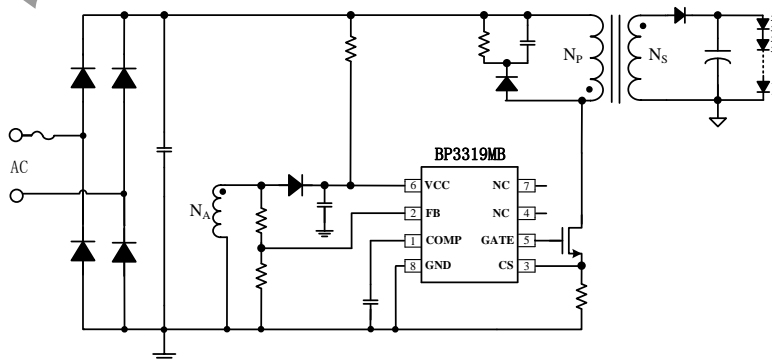 BP3319MB
N_P
N_S
AC
N_A
6 VCC NC 7
2 FB NC 4
1 COMP GATE 5
8 GND CS 3